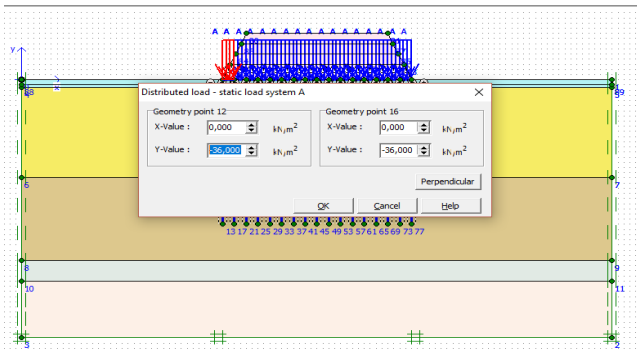 A A A A A A A A A A A A A A A A A
y
x
Distributed load - static load system A
Geometry point 12
X-Value : 0,000 kN/m²
Y-Value : -36,000 kN/m²
Geometry point 16
X-Value : 0,000 kN/m²
Y-Value : -36,000 kN/m²
Perpendicular
OK Cancel Help
6 7
13 17 21 25 29 33 37 41 45 49 53 57 61 65 69 73 77
8 9
10 11
3 2